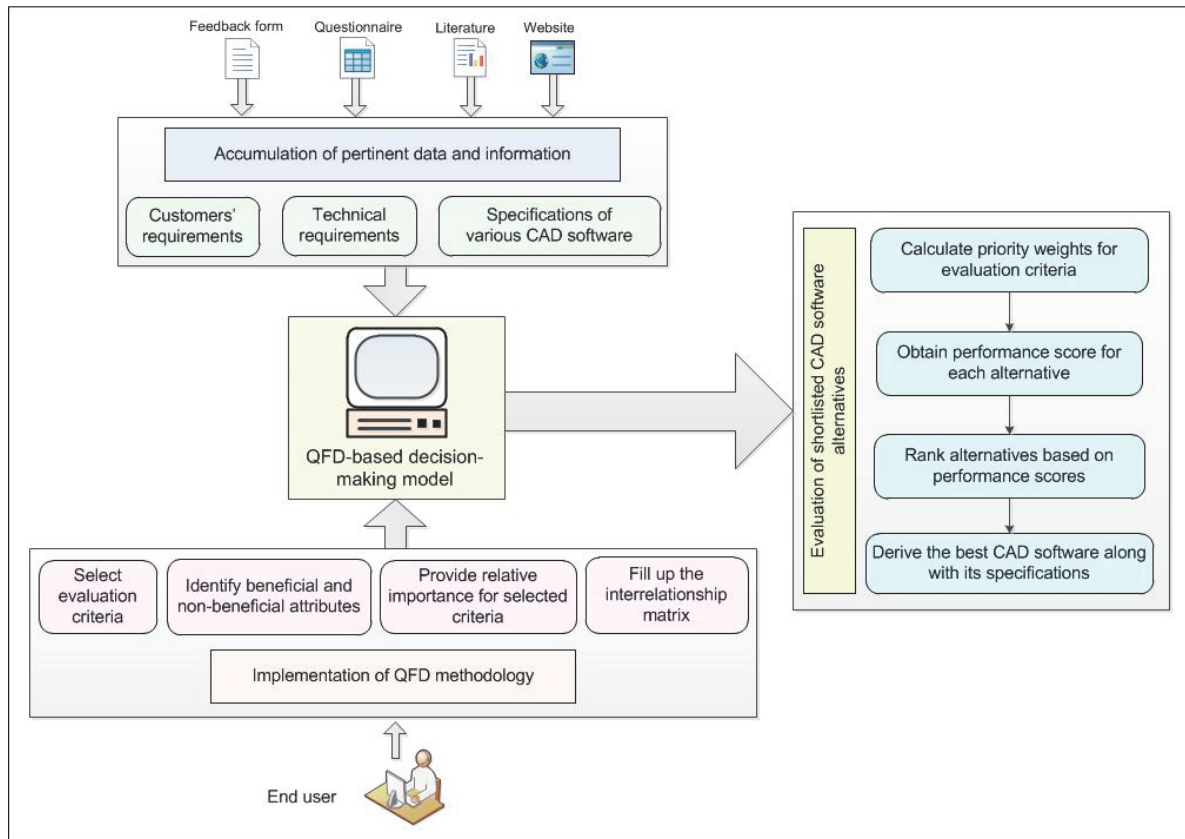 Feedback form
Questionnaire
Literature
Website
Accumulation of pertinent data and information
Customers'
requirements
Technical
requirements
Specifications of
various CAD software
QFD-based decision-
making model
Select
evaluation
criteria
Identify beneficial and
non-beneficial attributes
Provide relative
importance for selected
criteria
Fill up the
interrelationship
matrix
Implementation of QFD methodology
End user
Evaluation of shortlisted CAD software
alternatives
Calculate priority weights for
evaluation criteria
Obtain performance score for
each alternative
Rank alternatives based on
performance scores
Derive the best CAD software along
with its specifications